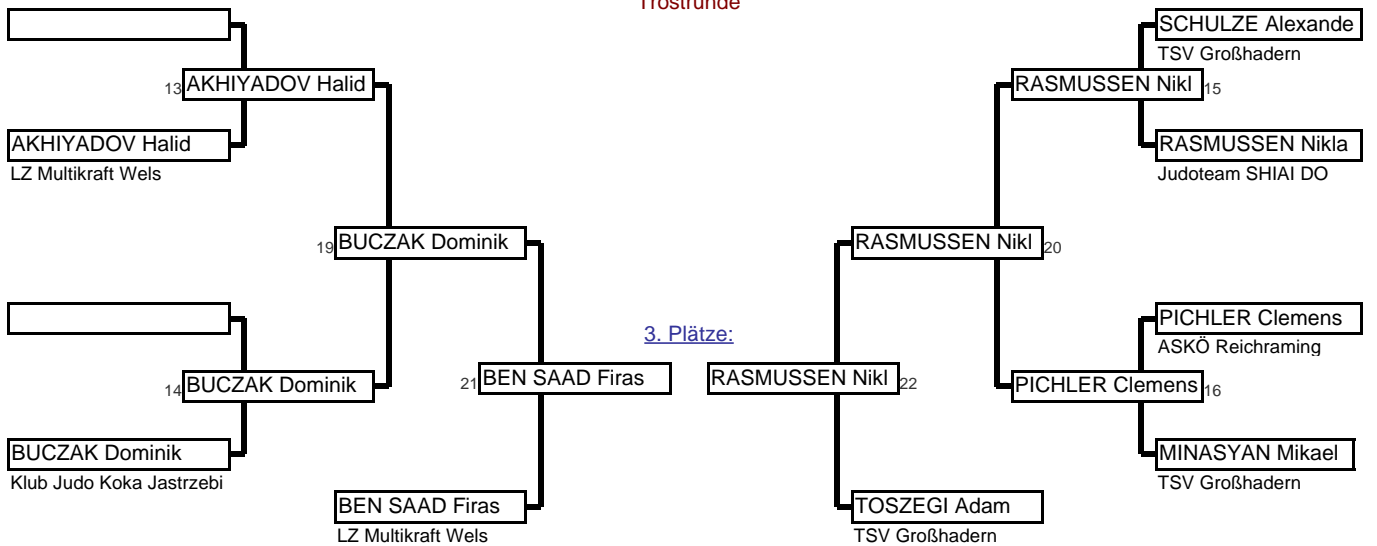 Trostrunde
SCHULZE Alexande
TSV Großhadern
13 AKHIYADOV Halid
RASMUSSEN Nikl 15
AKHIYADOV Halid
LZ Multikraft Wels
RASMUSSEN Nikla
Judoteam SHIAI DO
19 BUCZAK Dominik
RASMUSSEN Nikl 20
3. Plätze:
PICHLER Clemens
ASKÖ Reichraming
14 BUCZAK Dominik
21 BEN SAAD Firas
RASMUSSEN Nikl 22
PICHLER Clemens 16
BUCZAK Dominik
Klub Judo Koka Jastrzebi
MINASYAN Mikael
TSV Großhadern
BEN SAAD Firas
LZ Multikraft Wels
TOSZEGI Adam
TSV Großhadern